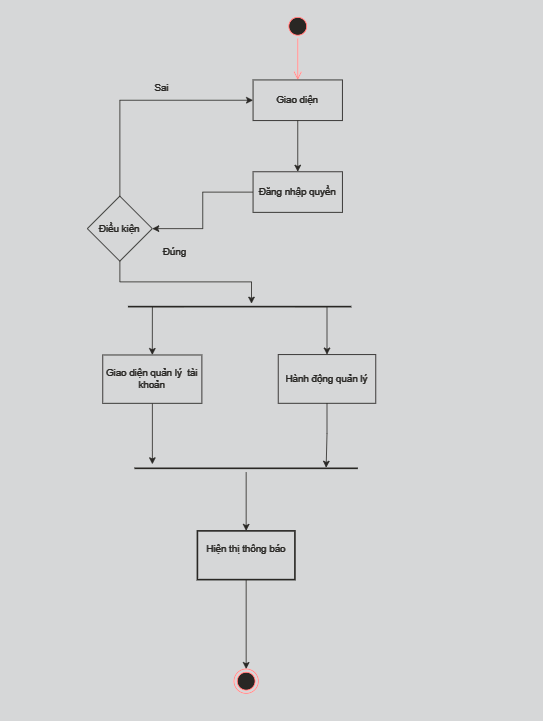 Sai
Giao diện
Đăng nhập quyền
Điều kiện
Đúng
Giao diện quản lý tài
khoản
Hành động quản lý
Hiện thị thông báo